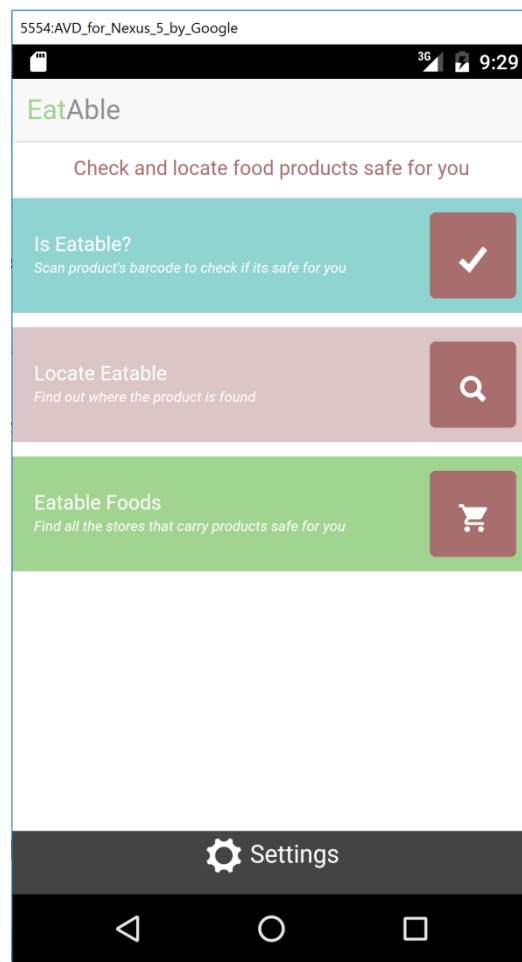 5554:AVD_for_Nexus_5_by_Google
3G 9:29
EatAble
Check and locate food products safe for you
Is Eatable?
Scan product's barcode to check if its safe for you
Locate Eatable
Find out where the product is found
Eatable Foods
Find all the stores that carry products safe for you
Settings